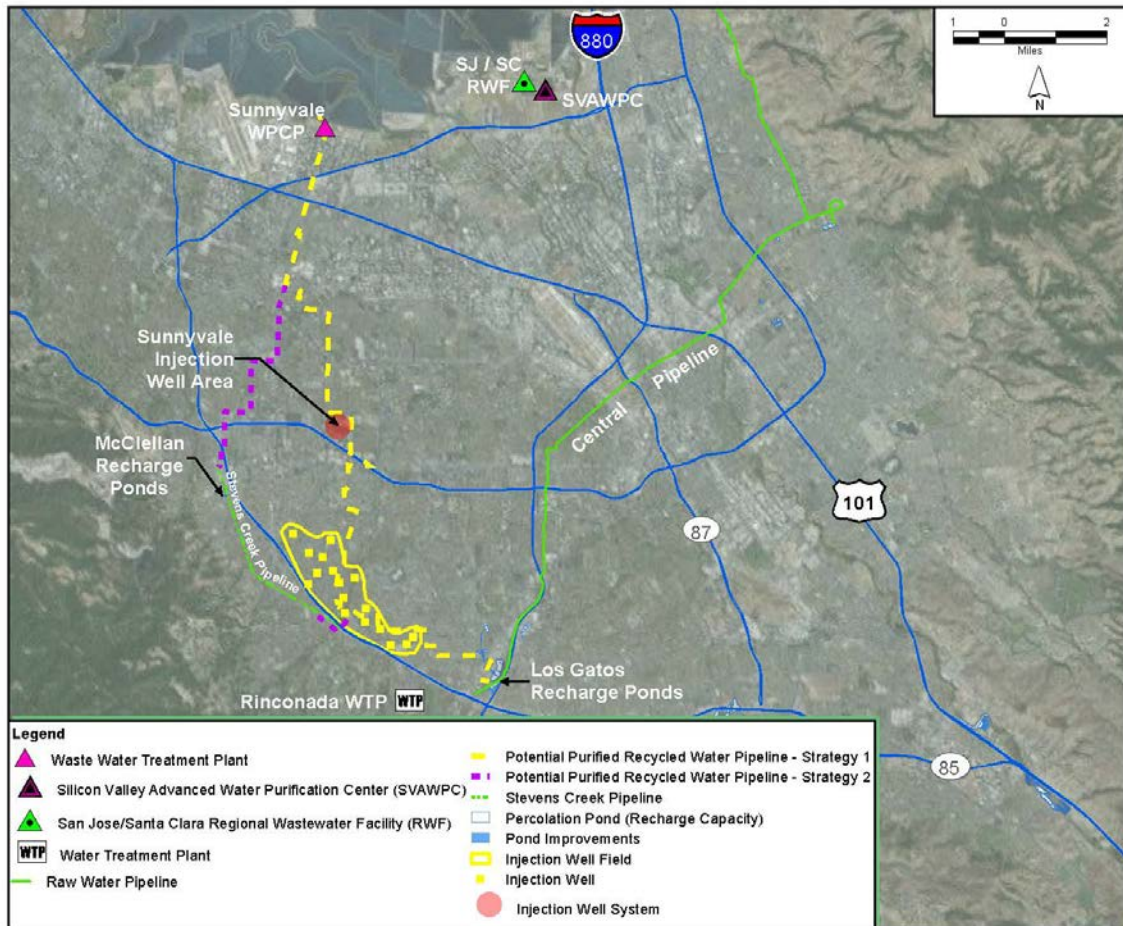 1 0 2
Miles
N
880
SJ / SC
RWF
SVAWPC
Sunnyvale
WPCP
Sunnyvale
Injection
Well Area
Central Pipeline
McClellan
Recharge
Ponds
Stevens Creek Pipeline
101
87
Los Gatos
Recharge Ponds
Rinconada WTP WTP
85
Legend
Waste Water Treatment Plant
Silicon Valley Advanced Water Purification Center (SVAWPC)
San Jose/Santa Clara Regional Wastewater Facility (RWF)
WTP Water Treatment Plant
Raw Water Pipeline
Potential Purified Recycled Water Pipeline - Strategy 1
Potential Purified Recycled Water Pipeline - Strategy 2
Stevens Creek Pipeline
Percolation Pond (Recharge Capacity)
Pond Improvements
Injection Well Field
Injection Well
Injection Well System